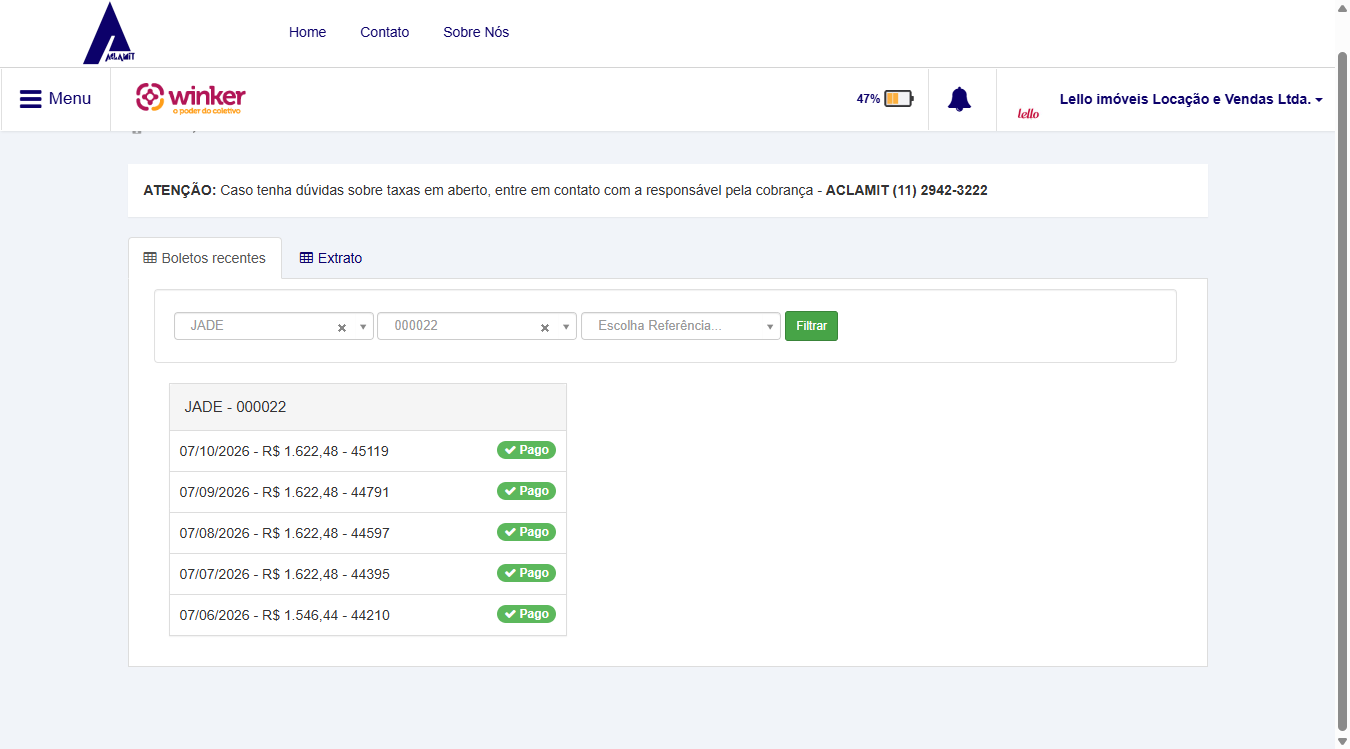 ACLAMIT
Home
Contato
Sobre Nós
Menu
winker
o poder do coletivo
47%
lello
Lello imóveis Locação e Vendas Ltda.
ATENÇÃO: Caso tenha dúvidas sobre taxas em aberto, entre em contato com a responsável pela cobrança - ACLAMIT (11) 2942-3222
Boletos recentes
Extrato
JADE
000022
Escolha Referência...
Filtrar
JADE - 000022
07/10/2026 - R$ 1.622,48 - 45119 Pago
07/09/2026 - R$ 1.622,48 - 44791 Pago
07/08/2026 - R$ 1.622,48 - 44597 Pago
07/07/2026 - R$ 1.622,48 - 44395 Pago
07/06/2026 - R$ 1.546,44 - 44210 Pago